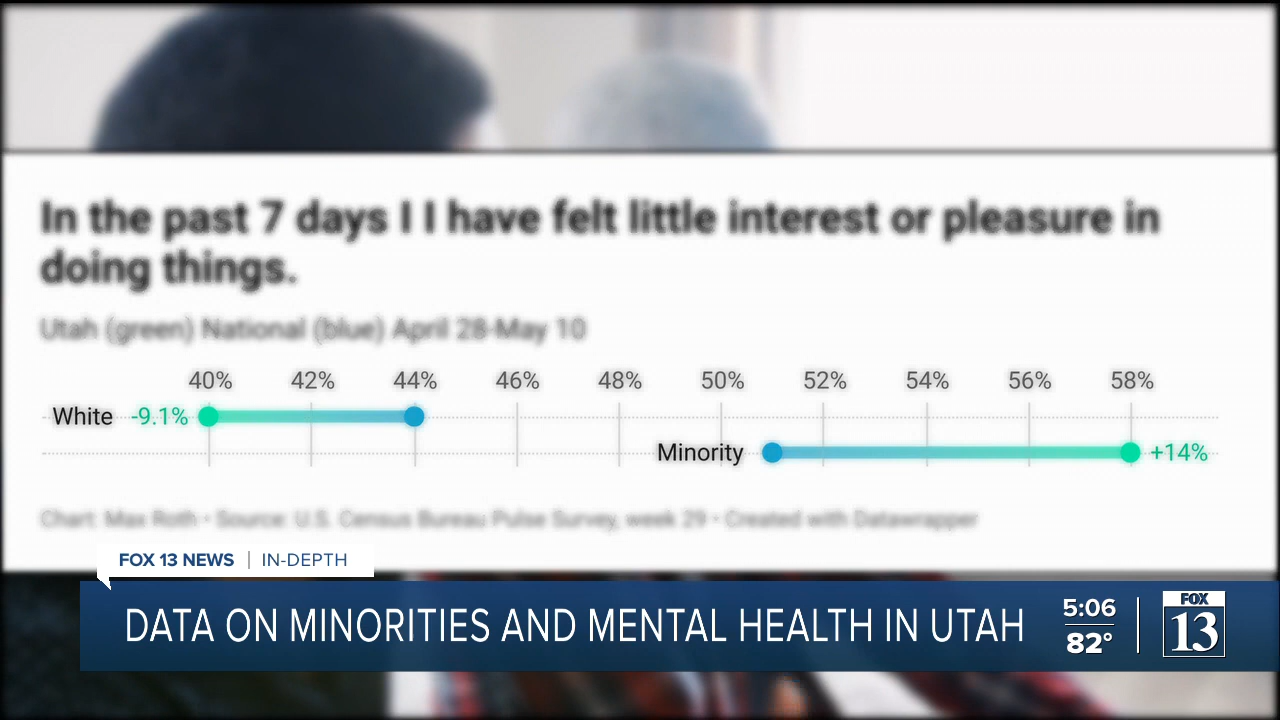 In the past 7 days I I have felt little interest or pleasure in
doing things.
Utah (green) National (blue) April 28-May 10
40% 42% 44% 46% 48% 50% 52% 54% 56% 58%
White -9.1%
Minority +14%
Chart: Max Roth • Source: U.S. Census Bureau Pulse Survey, week 29 • Created with Datawrapper
FOX 13 NEWS | IN-DEPTH
DATA ON MINORITIES AND MENTAL HEALTH IN UTAH
5:06
82°
FOX
13